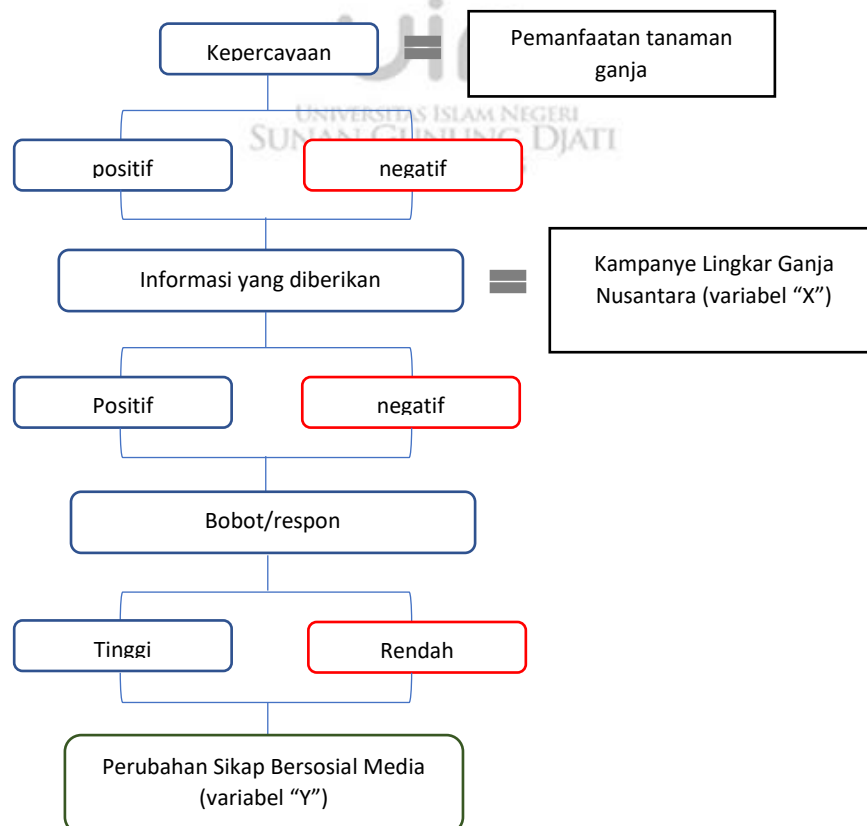 Kepercayaan
Pemanfaatan tanaman
ganja
UNIVERSITAS ISLAM NEGERI
SUNAN GUNUNG DJATI
positif
negatif
Informasi yang diberikan
Kampanye Lingkar Ganja
Nusantara (variabel “X”)
Positif
negatif
Bobot/respon
Tinggi
Rendah
Perubahan Sikap Bersosial Media
(variabel “Y”)